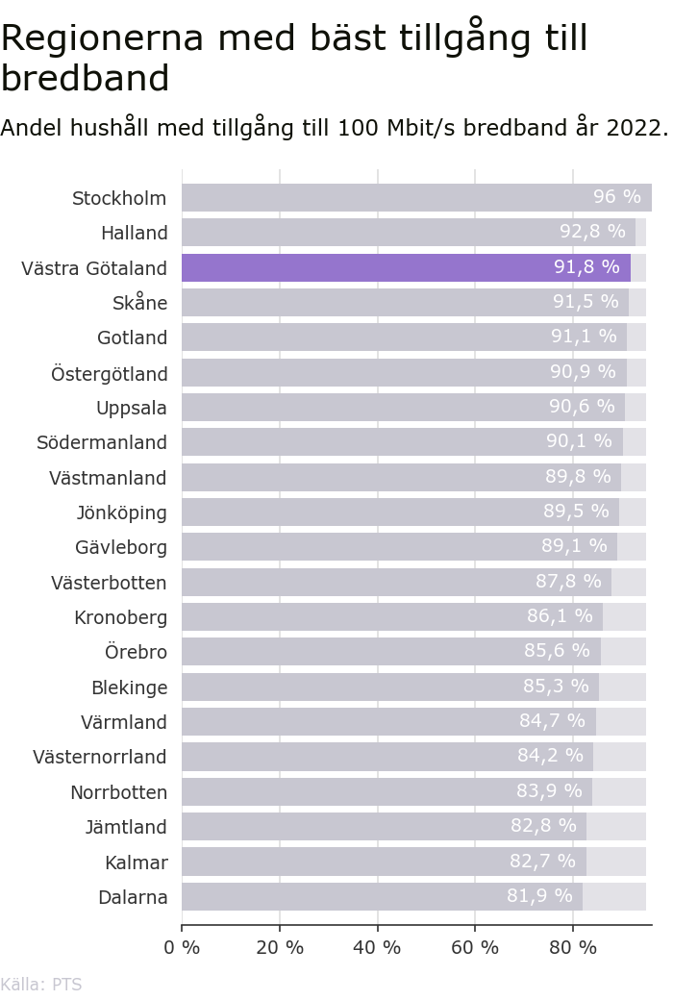 Regionerna med bäst tillgång till
bredband
Andel hushåll med tillgång till 100 Mbit/s bredband år 2022.
Stockholm 96 %
Halland 92,8 %
Västra Götaland 91,8 %
Skåne 91,5 %
Gotland 91,1 %
Östergötland 90,9 %
Uppsala 90,6 %
Södermanland 90,1 %
Västmanland 89,8 %
Jönköping 89,5 %
Gävleborg 89,1 %
Västerbotten 87,8 %
Kronoberg 86,1 %
Örebro 85,6 %
Blekinge 85,3 %
Värmland 84,7 %
Västernorrland 84,2 %
Norrbotten 83,9 %
Jämtland 82,8 %
Kalmar 82,7 %
Dalarna 81,9 %
0 % 20 % 40 % 60 % 80 %
Källa: PTS